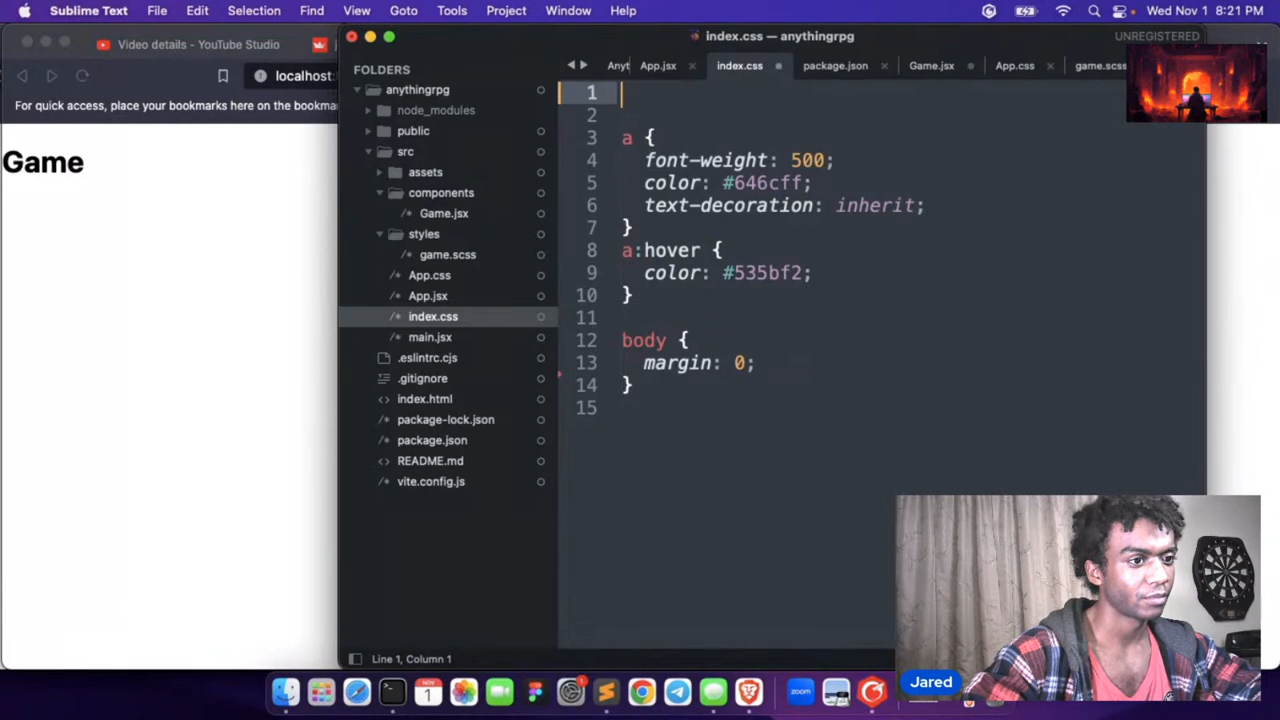 Sublime Text File Edit Selection Find View Goto Tools Project Window Help Wed Nov 1 8:21 PM
Video details - YouTube Studio
localhost:
For quick access, place your bookmarks here on the bookmar
Game
index.css — anythingrpg
UNREGISTERED
FOLDERS
anythingrpg
node_modules
public
src
assets
components
Game.jsx
styles
game.scss
App.css
App.jsx
index.css
main.jsx
.eslintrc.cjs
.gitignore
index.html
package-lock.json
package.json
README.md
vite.config.js
Anyt App.jsx index.css package.json Game.jsx App.css game.scss
1
2
3 a {
4 font-weight: 500;
5 color: #646cff;
6 text-decoration: inherit;
7 }
8 a:hover {
9 color: #535bf2;
10 }
11
12 body {
13 margin: 0;
14 }
15
Line 1, Column 1
Jared
NOV
1
1
zoom